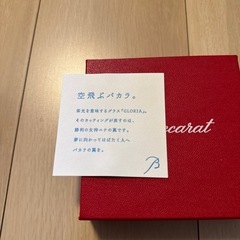 空飛ぶバカラ。
栄光を意味するグラス「GLORIA」。
そのカッティングが表すのは、
勝利の女神ニケの翼です。
夢に向かってはばたく人へ
バカラの翼を。
B
carat